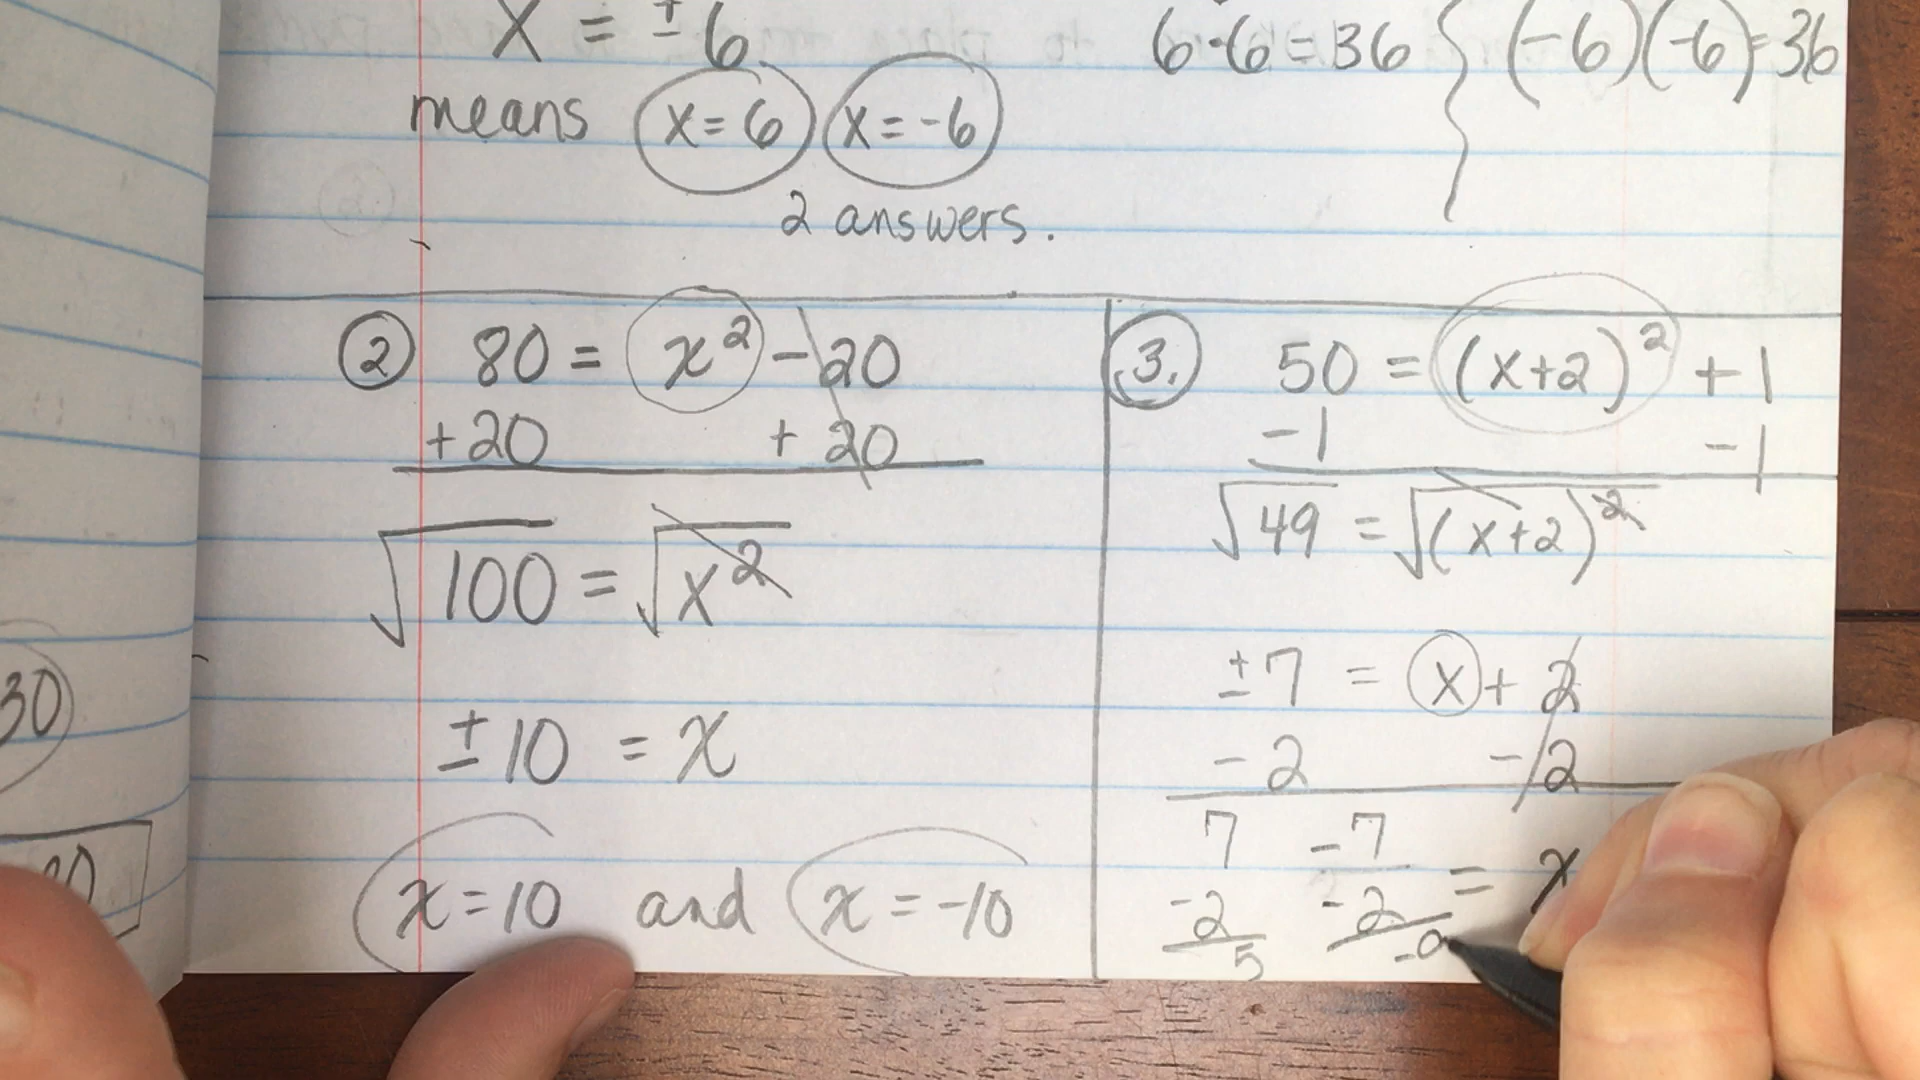 x = ±6
means x=6 x=-6
2 answers.
6·6=36 { (-6)(-6)=36
② 80 = x² - 20
+20 + 20
√100 = √x²
±10 = x
x=10 and x=-10
③. 50 = (x+2)² + 1
-1 -1
√49 = √(x+2)²
±7 = x + 2
-2 -2
7 -7
-2 -2 = x
5
30